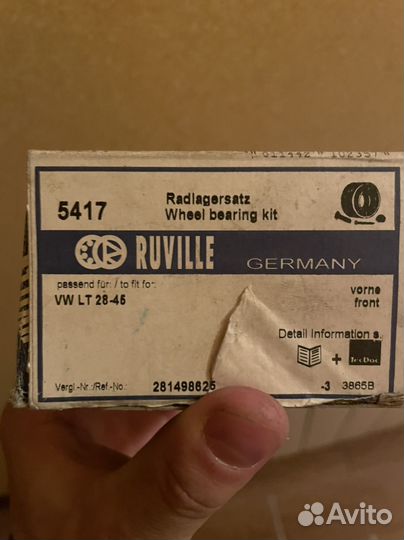 5417
Radlagersatz
Wheel bearing kit
RUVILLE GERMANY
passend für: / to fit for:
VW LT 28-45
vorne
front
Detail Information s.
+ TecDoc
Vergl.-Nr./Ref.-No.: 281498625 -3 3865B
Avito